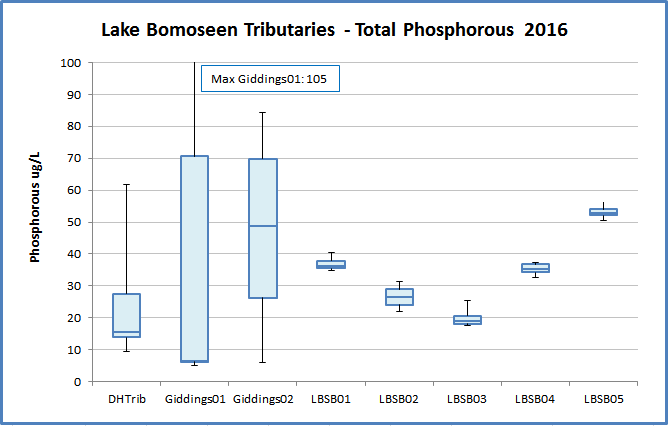 Lake Bomoseen Tributaries - Total Phosphorous 2016
Max Giddings01: 105
Phosphorous ug/L
100
90
80
70
60
50
40
30
20
10
0
DHTrib Giddings01 Giddings02 LBSB01 LBSB02 LBSB03 LBSB04 LBSB05